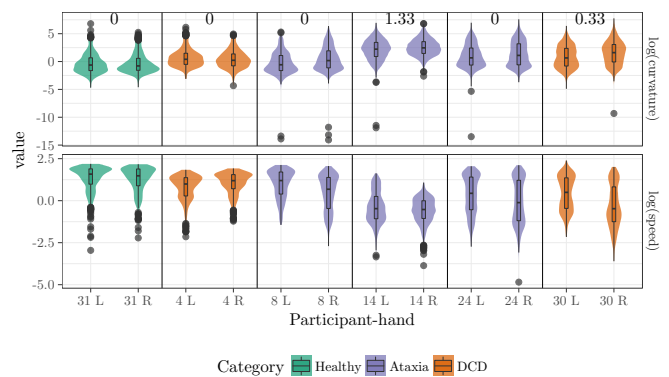 0 0 0 1.33 0 0.33
5
0
-5
-10
-15
log(curvature)
value
2.5
0.0
-2.5
-5.0
log(speed)
31 L 31 R 4 L 4 R 8 L 8 R 14 L 14 R 24 L 24 R 30 L 30 R
Participant-hand
Category Healthy Ataxia DCD